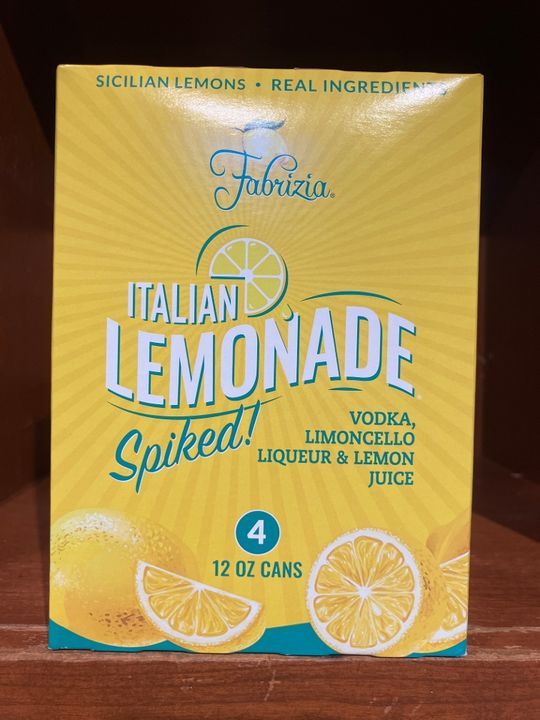 SICILIAN LEMONS • REAL INGREDIENTS
Fabrizia®
ITALIAN
LEMONADE
Spiked!
VODKA,
LIMONCELLO
LIQUEUR & LEMON
JUICE
4
12 OZ CANS